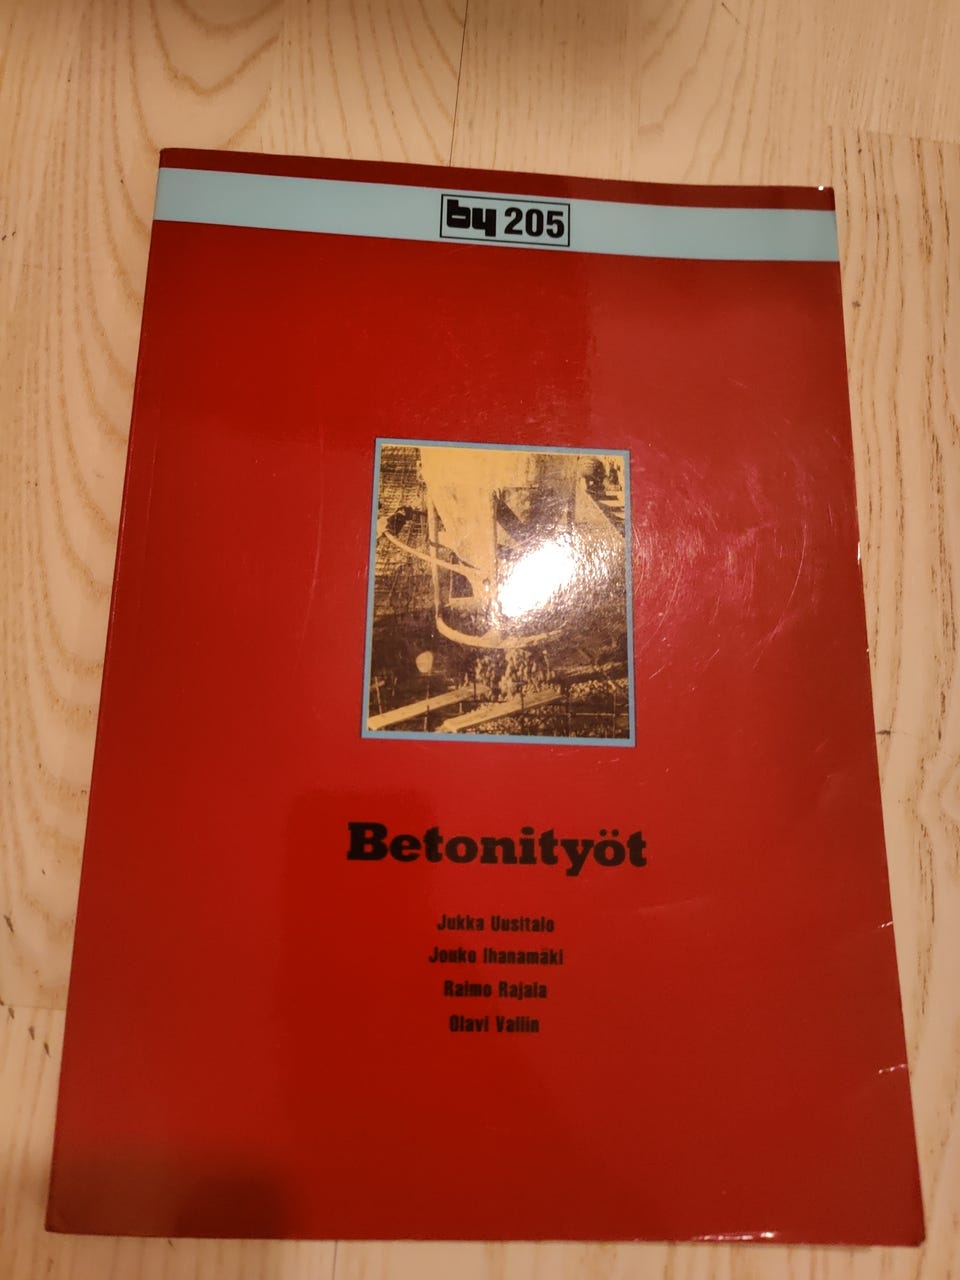 by 205
Betonityöt
Jukka Uusitalo
Jouko Ihanamäki
Raimo Rajala
Olavi Vallin